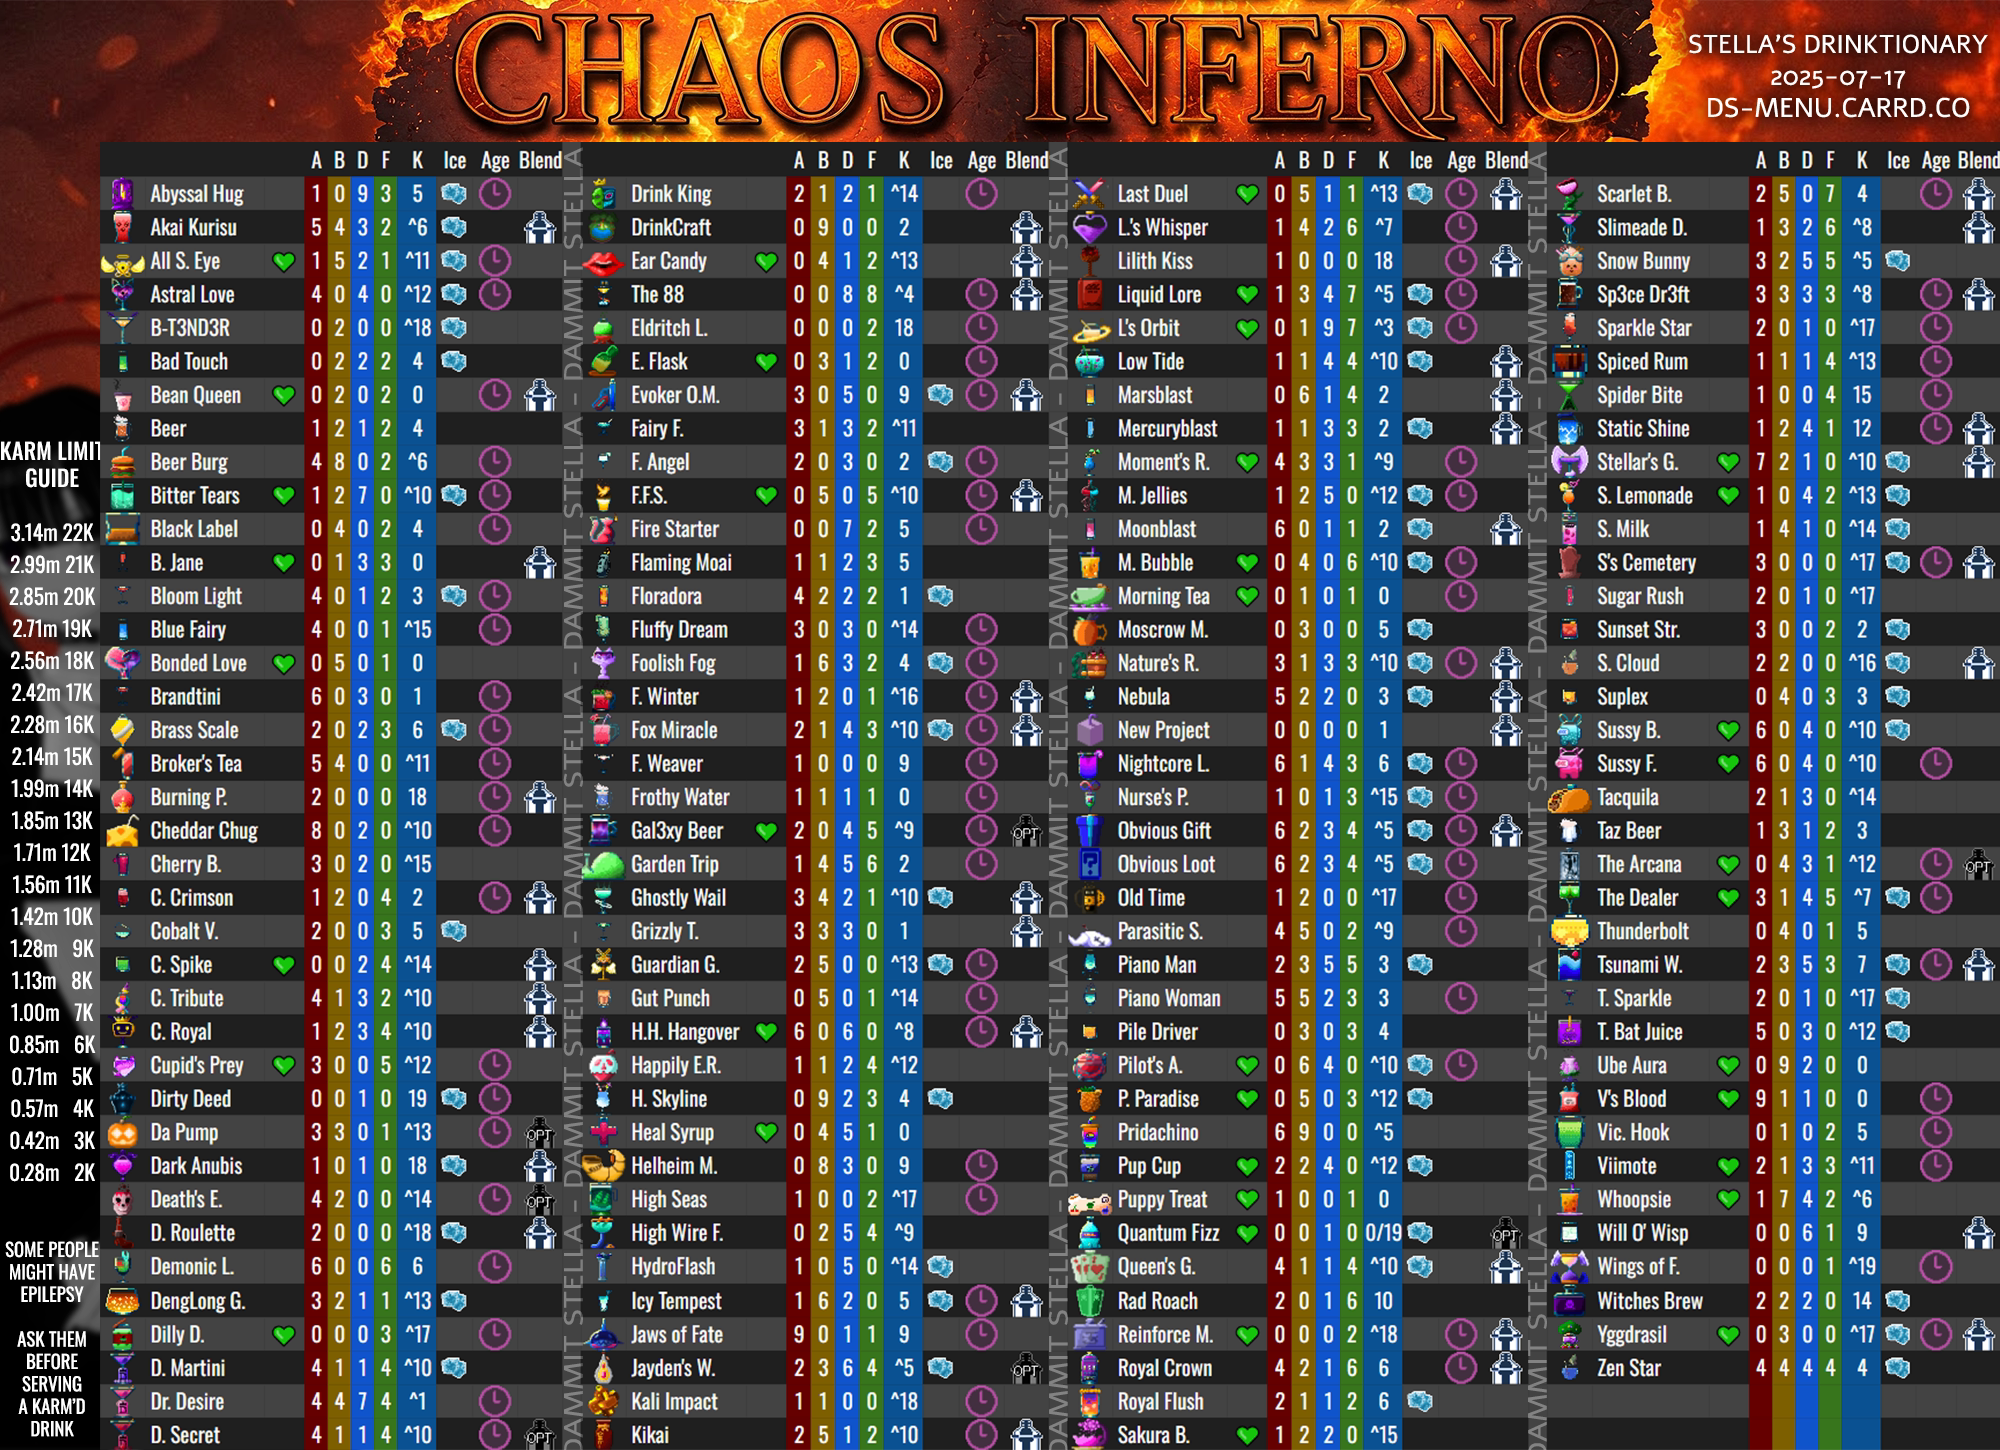 CHAOS INFERNO
STELLA'S DRINKTIONARY
2025-07-17
DS-MENU.CARRD.CO
KARM LIMIT
GUIDE
3.14m 22K
2.99m 21K
2.85m 20K
2.71m 19K
2.56m 18K
2.42m 17K
2.28m 16K
2.14m 15K
1.99m 14K
1.85m 13K
1.71m 12K
1.56m 11K
1.42m 10K
1.28m 9K
1.13m 8K
1.00m 7K
0.85m 6K
0.71m 5K
0.57m 4K
0.42m 3K
0.28m 2K
SOME PEOPLE
MIGHT HAVE
EPILEPSY
ASK THEM
BEFORE
SERVING
A KARM'D
DRINK
A B D F K Ice Age Blend
Abyssal Hug 1 0 9 3 5
Akai Kurisu 5 4 3 2 ^6
All S. Eye 1 5 2 1 ^11
Astral Love 4 0 4 0 ^12
B-T3ND3R 0 2 0 0 ^18
Bad Touch 0 2 2 2 4
Bean Queen 0 2 0 2 0
Beer 1 2 1 2 4
Beer Burg 4 8 0 2 ^6
Bitter Tears 1 2 7 0 ^10
Black Label 0 4 0 2 4
B. Jane 0 1 3 3 0
Bloom Light 4 0 1 2 3
Blue Fairy 4 0 0 1 ^15
Bonded Love 0 5 0 1 0
Brandtini 6 0 3 0 1
Brass Scale 2 0 2 3 6
Broker's Tea 5 4 0 0 ^11
Burning P. 2 0 0 0 18
Cheddar Chug 8 0 2 0 ^10
Cherry B. 3 0 2 0 ^15
C. Crimson 1 2 0 4 2
Cobalt V. 2 0 0 3 5
C. Spike 0 0 2 4 ^14
C. Tribute 4 1 3 2 ^10
C. Royal 1 2 3 4 ^10
Cupid's Prey 3 0 0 5 ^12
Dirty Deed 0 0 1 0 19
Da Pump 3 3 0 1 ^13 OPT
Dark Anubis 1 0 1 0 18
Death's E. 4 2 0 0 ^14 OPT
D. Roulette 2 0 0 0 ^18
Demonic L. 6 0 0 6 6
DengLong G. 3 2 1 1 ^13
Dilly D. 0 0 0 3 ^17
D. Martini 4 1 1 4 ^10
Dr. Desire 4 4 7 4 ^1
D. Secret 4 1 1 4 ^10 OPT
DAMMIT STELLA - DAMMIT STELLA - DAMMIT STELLA - DAMMIT STELLA
A B D F K Ice Age Blend
Drink King 2 1 2 1 ^14
DrinkCraft 0 9 0 0 2
Ear Candy 0 4 1 2 ^13
The 88 0 0 8 8 ^4
Eldritch L. 0 0 0 2 18
E. Flask 0 3 1 2 0
Evoker O.M. 3 0 5 0 9
Fairy F. 3 1 3 2 ^11
F. Angel 2 0 3 0 2
F.F.S. 0 5 0 5 ^10
Fire Starter 0 0 7 2 5
Flaming Moai 1 1 2 3 5
Floradora 4 2 2 2 1
Fluffy Dream 3 0 3 0 ^14
Foolish Fog 1 6 3 2 4
F. Winter 1 2 0 1 ^16
Fox Miracle 2 1 4 3 ^10
F. Weaver 1 0 0 0 9
Frothy Water 1 1 1 1 0
Gal3xy Beer 2 0 4 5 ^9 OPT
Garden Trip 1 4 5 6 2
Ghostly Wail 3 4 2 1 ^10
Grizzly T. 3 3 3 0 1
Guardian G. 2 5 0 0 ^13
Gut Punch 0 5 0 1 ^14
H.H. Hangover 6 0 6 0 ^8
Happily E.R. 1 1 2 4 ^12
H. Skyline 0 9 2 3 4
Heal Syrup 0 4 5 1 0
Helheim M. 0 8 3 0 9
High Seas 1 0 0 2 ^17
High Wire F. 0 2 5 4 ^9
HydroFlash 1 0 5 0 ^14
Icy Tempest 1 6 2 0 5
Jaws of Fate 9 0 1 1 9
Jayden's W. 2 3 6 4 ^5 OPT
Kali Impact 1 1 0 0 ^18
Kikai 2 5 1 2 ^10
DAMMIT STELLA - DAMMIT STELLA - DAMMIT STELLA - DAMMIT STELLA
A B D F K Ice Age Blend
Last Duel 0 5 1 1 ^13
L.'s Whisper 1 4 2 6 ^7
Lilith Kiss 1 0 0 0 18
Liquid Lore 1 3 4 7 ^5
L's Orbit 0 1 9 7 ^3
Low Tide 1 1 4 4 ^10
Marsblast 0 6 1 4 2
Mercuryblast 1 1 3 3 2
Moment's R. 4 3 3 1 ^9
M. Jellies 1 2 5 0 ^12
Moonblast 6 0 1 1 2
M. Bubble 0 4 0 6 ^10
Morning Tea 0 1 0 1 0
Moscrow M. 0 3 0 0 5
Nature's R. 3 1 3 3 ^10
Nebula 5 2 2 0 3
New Project 0 0 0 0 1
Nightcore L. 6 1 4 3 6
Nurse's P. 1 0 1 3 ^15
Obvious Gift 6 2 3 4 ^5
Obvious Loot 6 2 3 4 ^5
Old Time 1 2 0 0 ^17
Parasitic S. 4 5 0 2 ^9
Piano Man 2 3 5 5 3
Piano Woman 5 5 2 3 3
Pile Driver 0 3 0 3 4
Pilot's A. 0 6 4 0 ^10
P. Paradise 0 5 0 3 ^12
Pridachino 6 9 0 0 ^5
Pup Cup 2 2 4 0 ^12
Puppy Treat 1 0 0 1 0
Quantum Fizz 0 0 1 0 0/19 OPT
Queen's G. 4 1 1 4 ^10
Rad Roach 2 0 1 6 10
Reinforce M. 0 0 0 2 ^18
Royal Crown 4 2 1 6 6
Royal Flush 2 1 1 2 6
Sakura B. 1 2 2 0 ^15
DAMMIT STELLA - DAMMIT STELLA - DAMMIT STELLA - DAMMIT STELLA
A B D F K Ice Age Blend
Scarlet B. 2 5 0 7 4
Slimeade D. 1 3 2 6 ^8
Snow Bunny 3 2 5 5 ^5
Sp3ce Dr3ft 3 3 3 3 ^8
Sparkle Star 2 0 1 0 ^17
Spiced Rum 1 1 1 4 ^13
Spider Bite 1 0 0 4 15
Static Shine 1 2 4 1 12
Stellar's G. 7 2 1 0 ^10
S. Lemonade 1 0 4 2 ^13
S. Milk 1 4 1 0 ^14
S's Cemetery 3 0 0 0 ^17
Sugar Rush 2 0 1 0 ^17
Sunset Str. 3 0 0 2 2
S. Cloud 2 2 0 0 ^16
Suplex 0 4 0 3 3
Sussy B. 6 0 4 0 ^10
Sussy F. 6 0 4 0 ^10
Tacquila 2 1 3 0 ^14
Taz Beer 1 3 1 2 3
The Arcana 0 4 3 1 ^12 OPT
The Dealer 3 1 4 5 ^7
Thunderbolt 0 4 0 1 5
Tsunami W. 2 3 5 3 7
T. Sparkle 2 0 1 0 ^17
T. Bat Juice 5 0 3 0 ^12
Ube Aura 0 9 2 0 0
V's Blood 9 1 1 0 0
Vic. Hook 0 1 0 2 5
Viimote 2 1 3 3 ^11
Whoopsie 1 7 4 2 ^6
Will O' Wisp 0 0 6 1 9
Wings of F. 0 0 0 1 ^19
Witches Brew 2 2 2 0 14
Yggdrasil 0 3 0 0 ^17
Zen Star 4 4 4 4 4